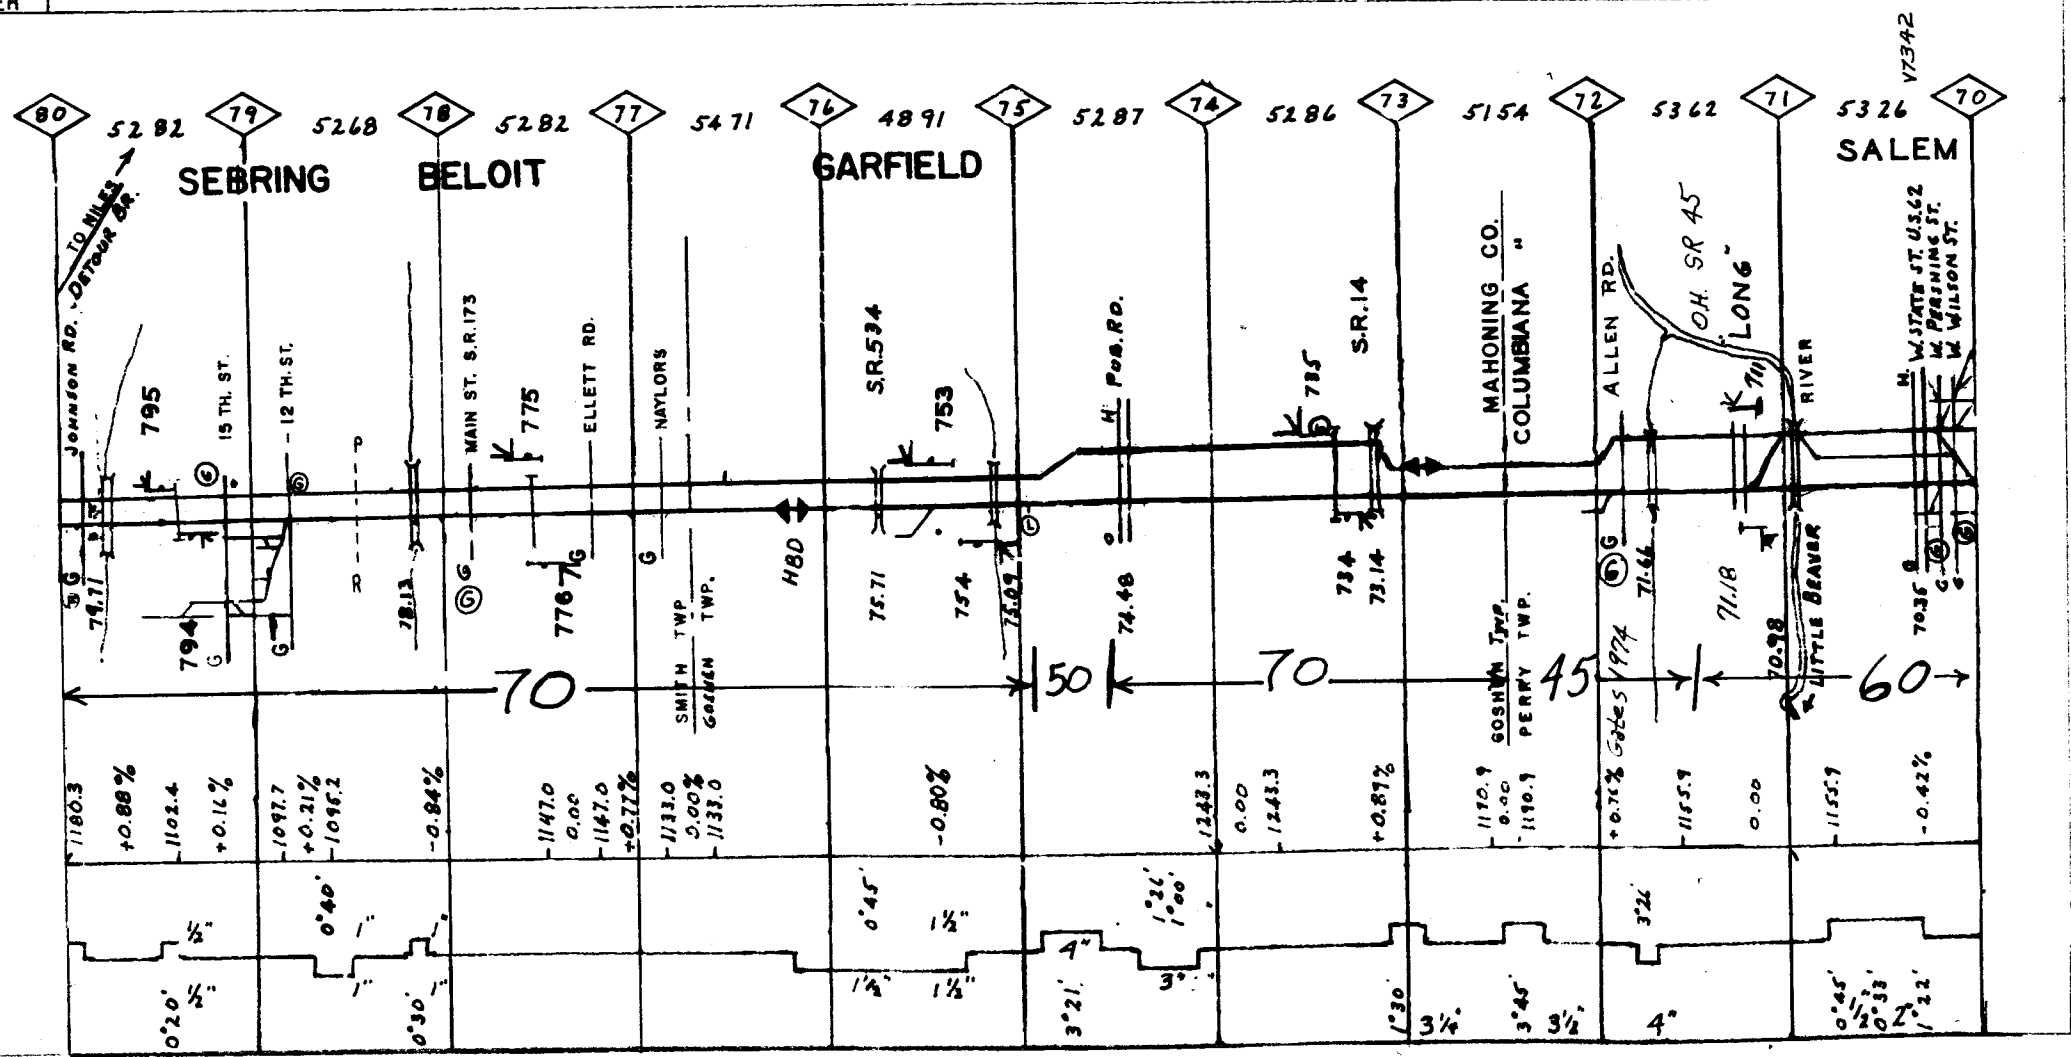 V7342
80 5282 79 5268 78 5282 77 5471 76 4891 75 5287 74 5286 73 5154 72 5362 71 5326 70
SEBRING
BELOIT
GARFIELD
SALEM
TO NILES
DETOUR BR.
JOHNSON RD.
795
15 TH. ST.
12 TH. ST.
MAIN ST. S.R.173
775
ELLETT RD.
NAYLORS
S.R.534
753
PUB.RD.
H
735
S.R.14
MAHONING CO.
COLUMBIANA "
ALLEN RD.
O.H. SR 45
"LONG"
711
RIVER
H.
W.STATE ST. U.S.62
W. PERSHING ST.
W. WILSON ST.
G
G
P
R
L
G
79.71
794
G
G
78.13
G
G
776
G
G
HBD
75.71
754
75.09
L
74.48
734
73.14
G
G
71.66
71.18
70.98
LITTLE BEAVER
70.35
G
G
G
G
SMITH TWP.
GOSHEN TWP.
GOSHEN TWP.
PERRY TWP.
Gates 1974
70
50
70
45
60
1180.3
+0.88%
1102.4
+0.16%
1097.7
+0.21%
1095.2
-0.84%
1147.0
0.00
1147.0
+0.77%
1133.0
0.00%
1133.0
-0.80%
1243.3
0.00
1243.3
+0.89%
1190.9
0.00
1190.9
+0.76%
1155.9
0.00
1155.9
-0.42%
1/2"
0°40'
1"
1"
0°45'
1 1/2"
4"
1°26'
1°00'
3°26'
0°20'
1/2"
1"
0°30'
1"
1 1/2"
1 1/2"
3°21'
3"
1°30'
3 1/4"
3°45'
3 1/2"
4"
0°45'
1/2"
0°33'
2"
1°22'